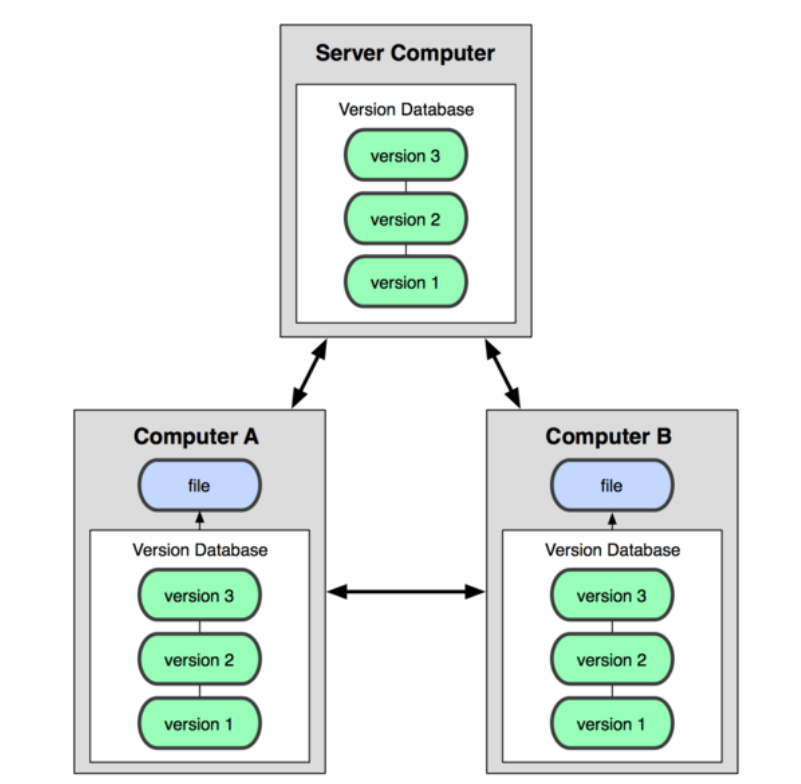 Server Computer
Version Database
version 3
version 2
version 1
Computer A
file
Version Database
version 3
version 2
version 1
Computer B
file
Version Database
version 3
version 2
version 1